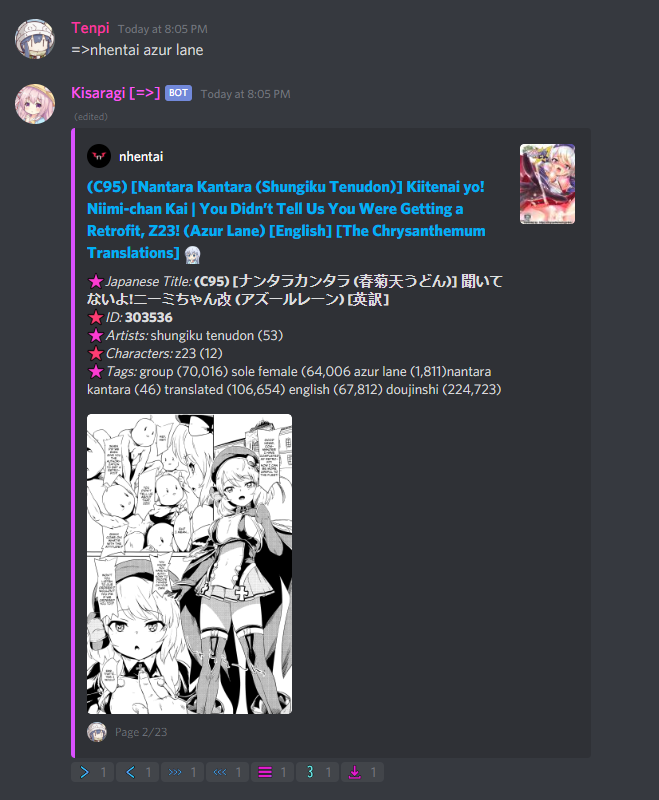 Tenpi Today at 8:05 PM
=>nhentai azur lane
Kisaragi [=>] BOT Today at 8:05 PM
(edited)
nhentai
(C95) [Nantara Kantara (Shungiku Tenudon)] Kiitenai yo!
Niimi-chan Kai | You Didn't Tell Us You Were Getting a
Retrofit, Z23! (Azur Lane) [English] [The Chrysanthemum
Translations]
Japanese Title: (C95) [ナンタラカンタラ (春菊天うどん)] 聞いて
ないよ!ニーミちゃん改 (アズールレーン) [英訳]
ID: 303536
Artists: shungiku tenudon (53)
Characters: z23 (12)
Tags: group (70,016) sole female (64,006 azur lane (1,811)nantara
kantara (46) translated (106,654) english (67,812) doujinshi (224,723)
Page 2/23
> 1 < 1 >>> 1 <<< 1 1 3 1 1